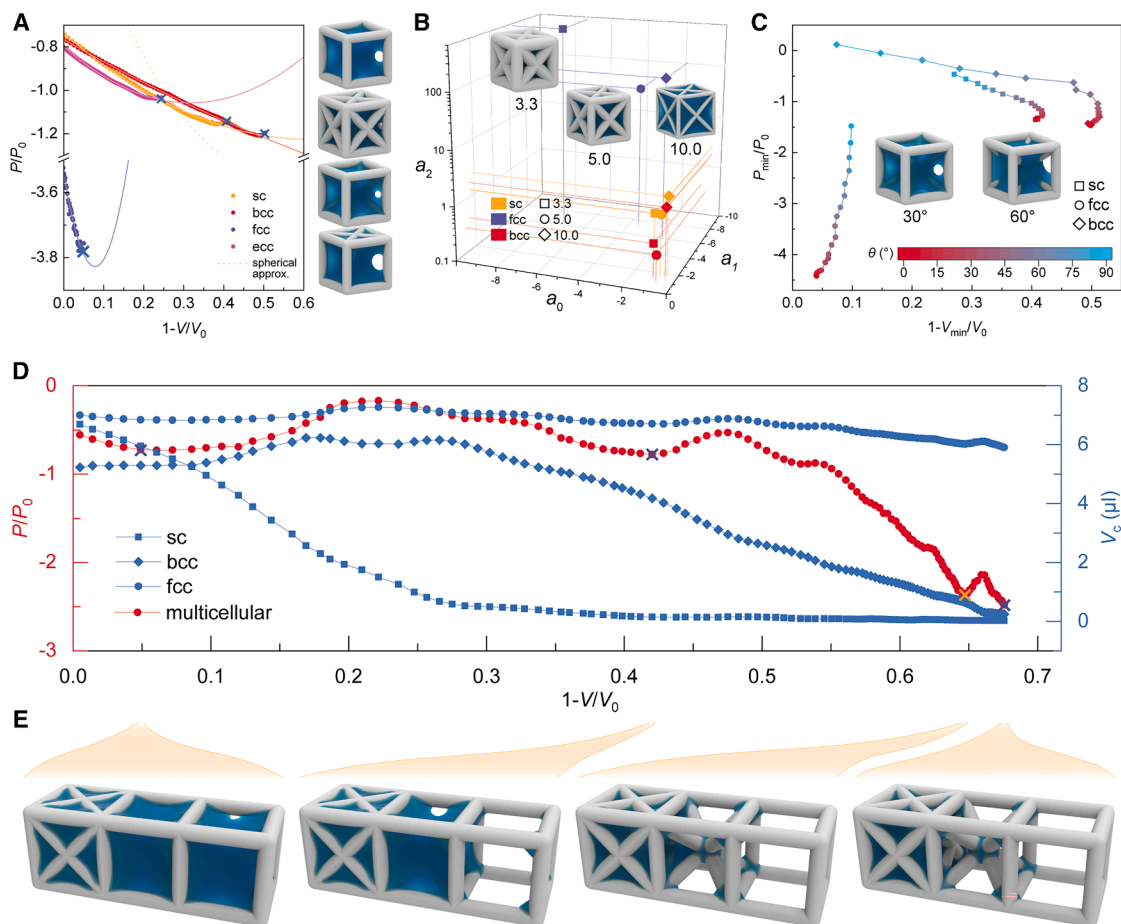 A
P/P0
-0.8
-1.0
-1.2
-3.6
-3.8
sc
bcc
fcc
ecc
spherical
approx.
0.0 0.1 0.2 0.3 0.4 0.5 0.6
1-V/V0
B
a2
100
10
1
0.1
3.3
5.0
10.0
sc 3.3
fcc 5.0
bcc 10.0
-8 -6 -4 -2 0
a0
-10
-8
-6
-4
-2
0
a1
C
Pmin/P0
0
-1
-2
-3
-4
30° 60°
sc
fcc
bcc
θ (°)
0 15 30 45 60 75 90
0.0 0.1 0.2 0.3 0.4 0.5
1-Vmin/V0
D
P/P0
0
-1
-2
-3
sc
bcc
fcc
multicellular
8
6
4
2
0
Vc (µl)
0.0 0.1 0.2 0.3 0.4 0.5 0.6 0.7
1-V/V0
E